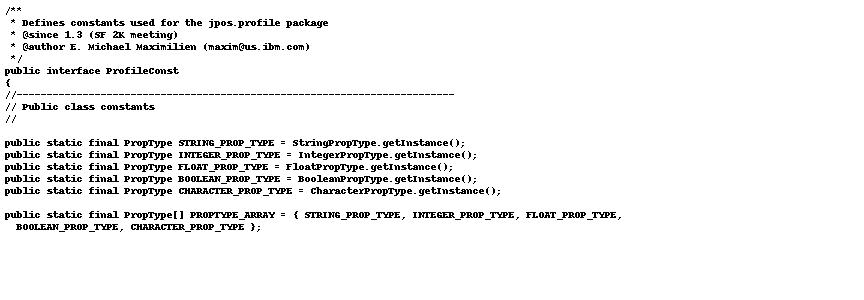 /**
 * Defines constants used for the jpos.profile package
 * @since 1.3 (SF 2K meeting)
 * @author E. Michael Maximilien (maxim@us.ibm.com)
 */
public interface ProfileConst
{
//-------------------------------------------------------------------------
// Public class constants
//
public static final PropType STRING_PROP_TYPE = StringPropType.getInstance();
public static final PropType INTEGER_PROP_TYPE = IntegerPropType.getInstance();
public static final PropType FLOAT_PROP_TYPE = FloatPropType.getInstance();
public static final PropType BOOLEAN_PROP_TYPE = BooleanPropType.getInstance();
public static final PropType CHARACTER_PROP_TYPE = CharacterPropType.getInstance();
public static final PropType[] PROPTYPE_ARRAY = { STRING_PROP_TYPE, INTEGER_PROP_TYPE, FLOAT_PROP_TYPE,
  BOOLEAN_PROP_TYPE, CHARACTER_PROP_TYPE };